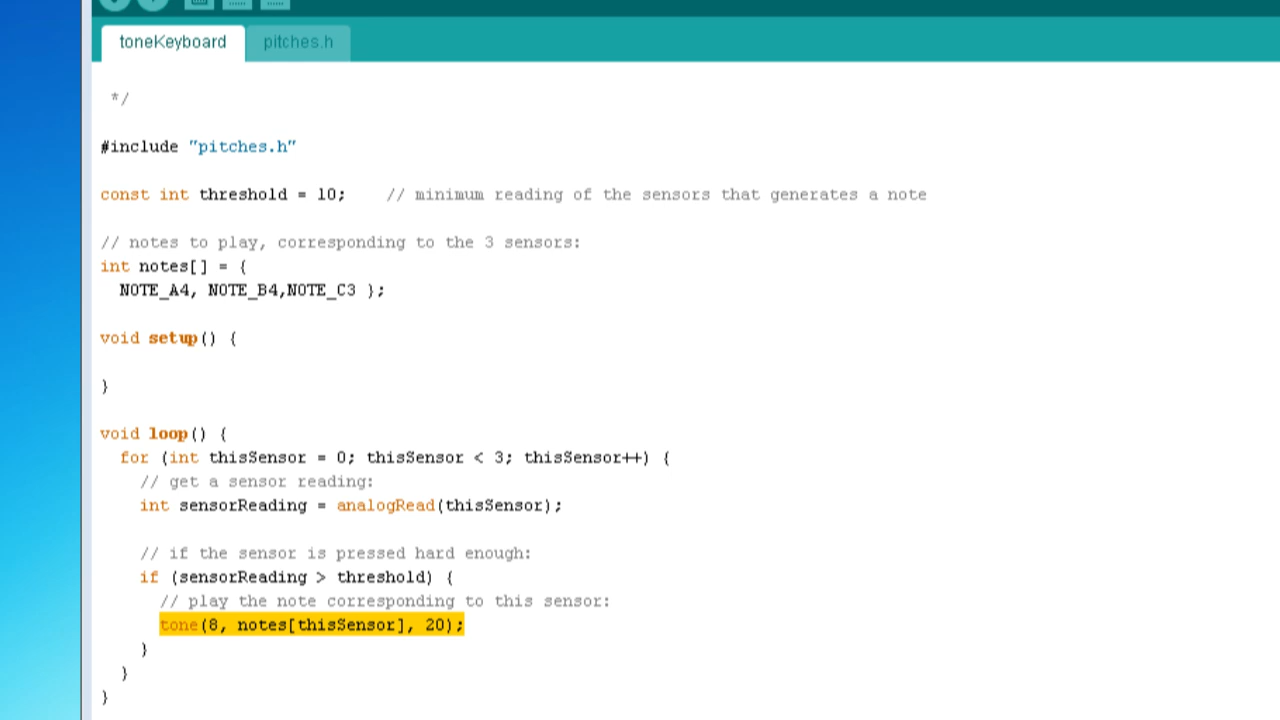 toneKeyboard
pitches.h
*/
#include "pitches.h"
const int threshold = 10;    // minimum reading of the sensors that generates a note
// notes to play, corresponding to the 3 sensors:
int notes[] = {
  NOTE_A4, NOTE_B4,NOTE_C3 };
void setup() {
}
void loop() {
  for (int thisSensor = 0; thisSensor < 3; thisSensor++) {
    // get a sensor reading:
    int sensorReading = analogRead(thisSensor);
    // if the sensor is pressed hard enough:
    if (sensorReading > threshold) {
      // play the note corresponding to this sensor:
      tone(8, notes[thisSensor], 20);
    }
  }
}